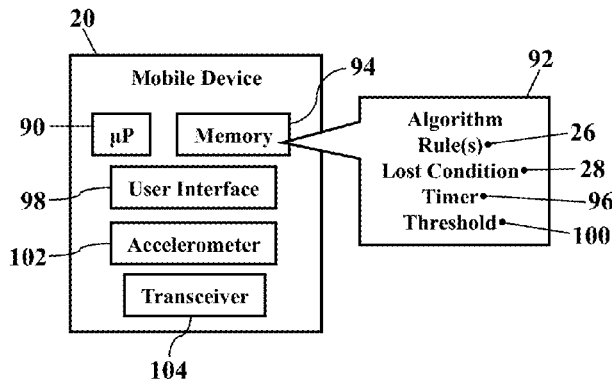 20
Mobile Device
94
92
90
μP
Memory
Algorithm
Rule(s)
26
Lost Condition
28
98
User Interface
Timer
96
Threshold
100
102
Accelerometer
Transceiver
104